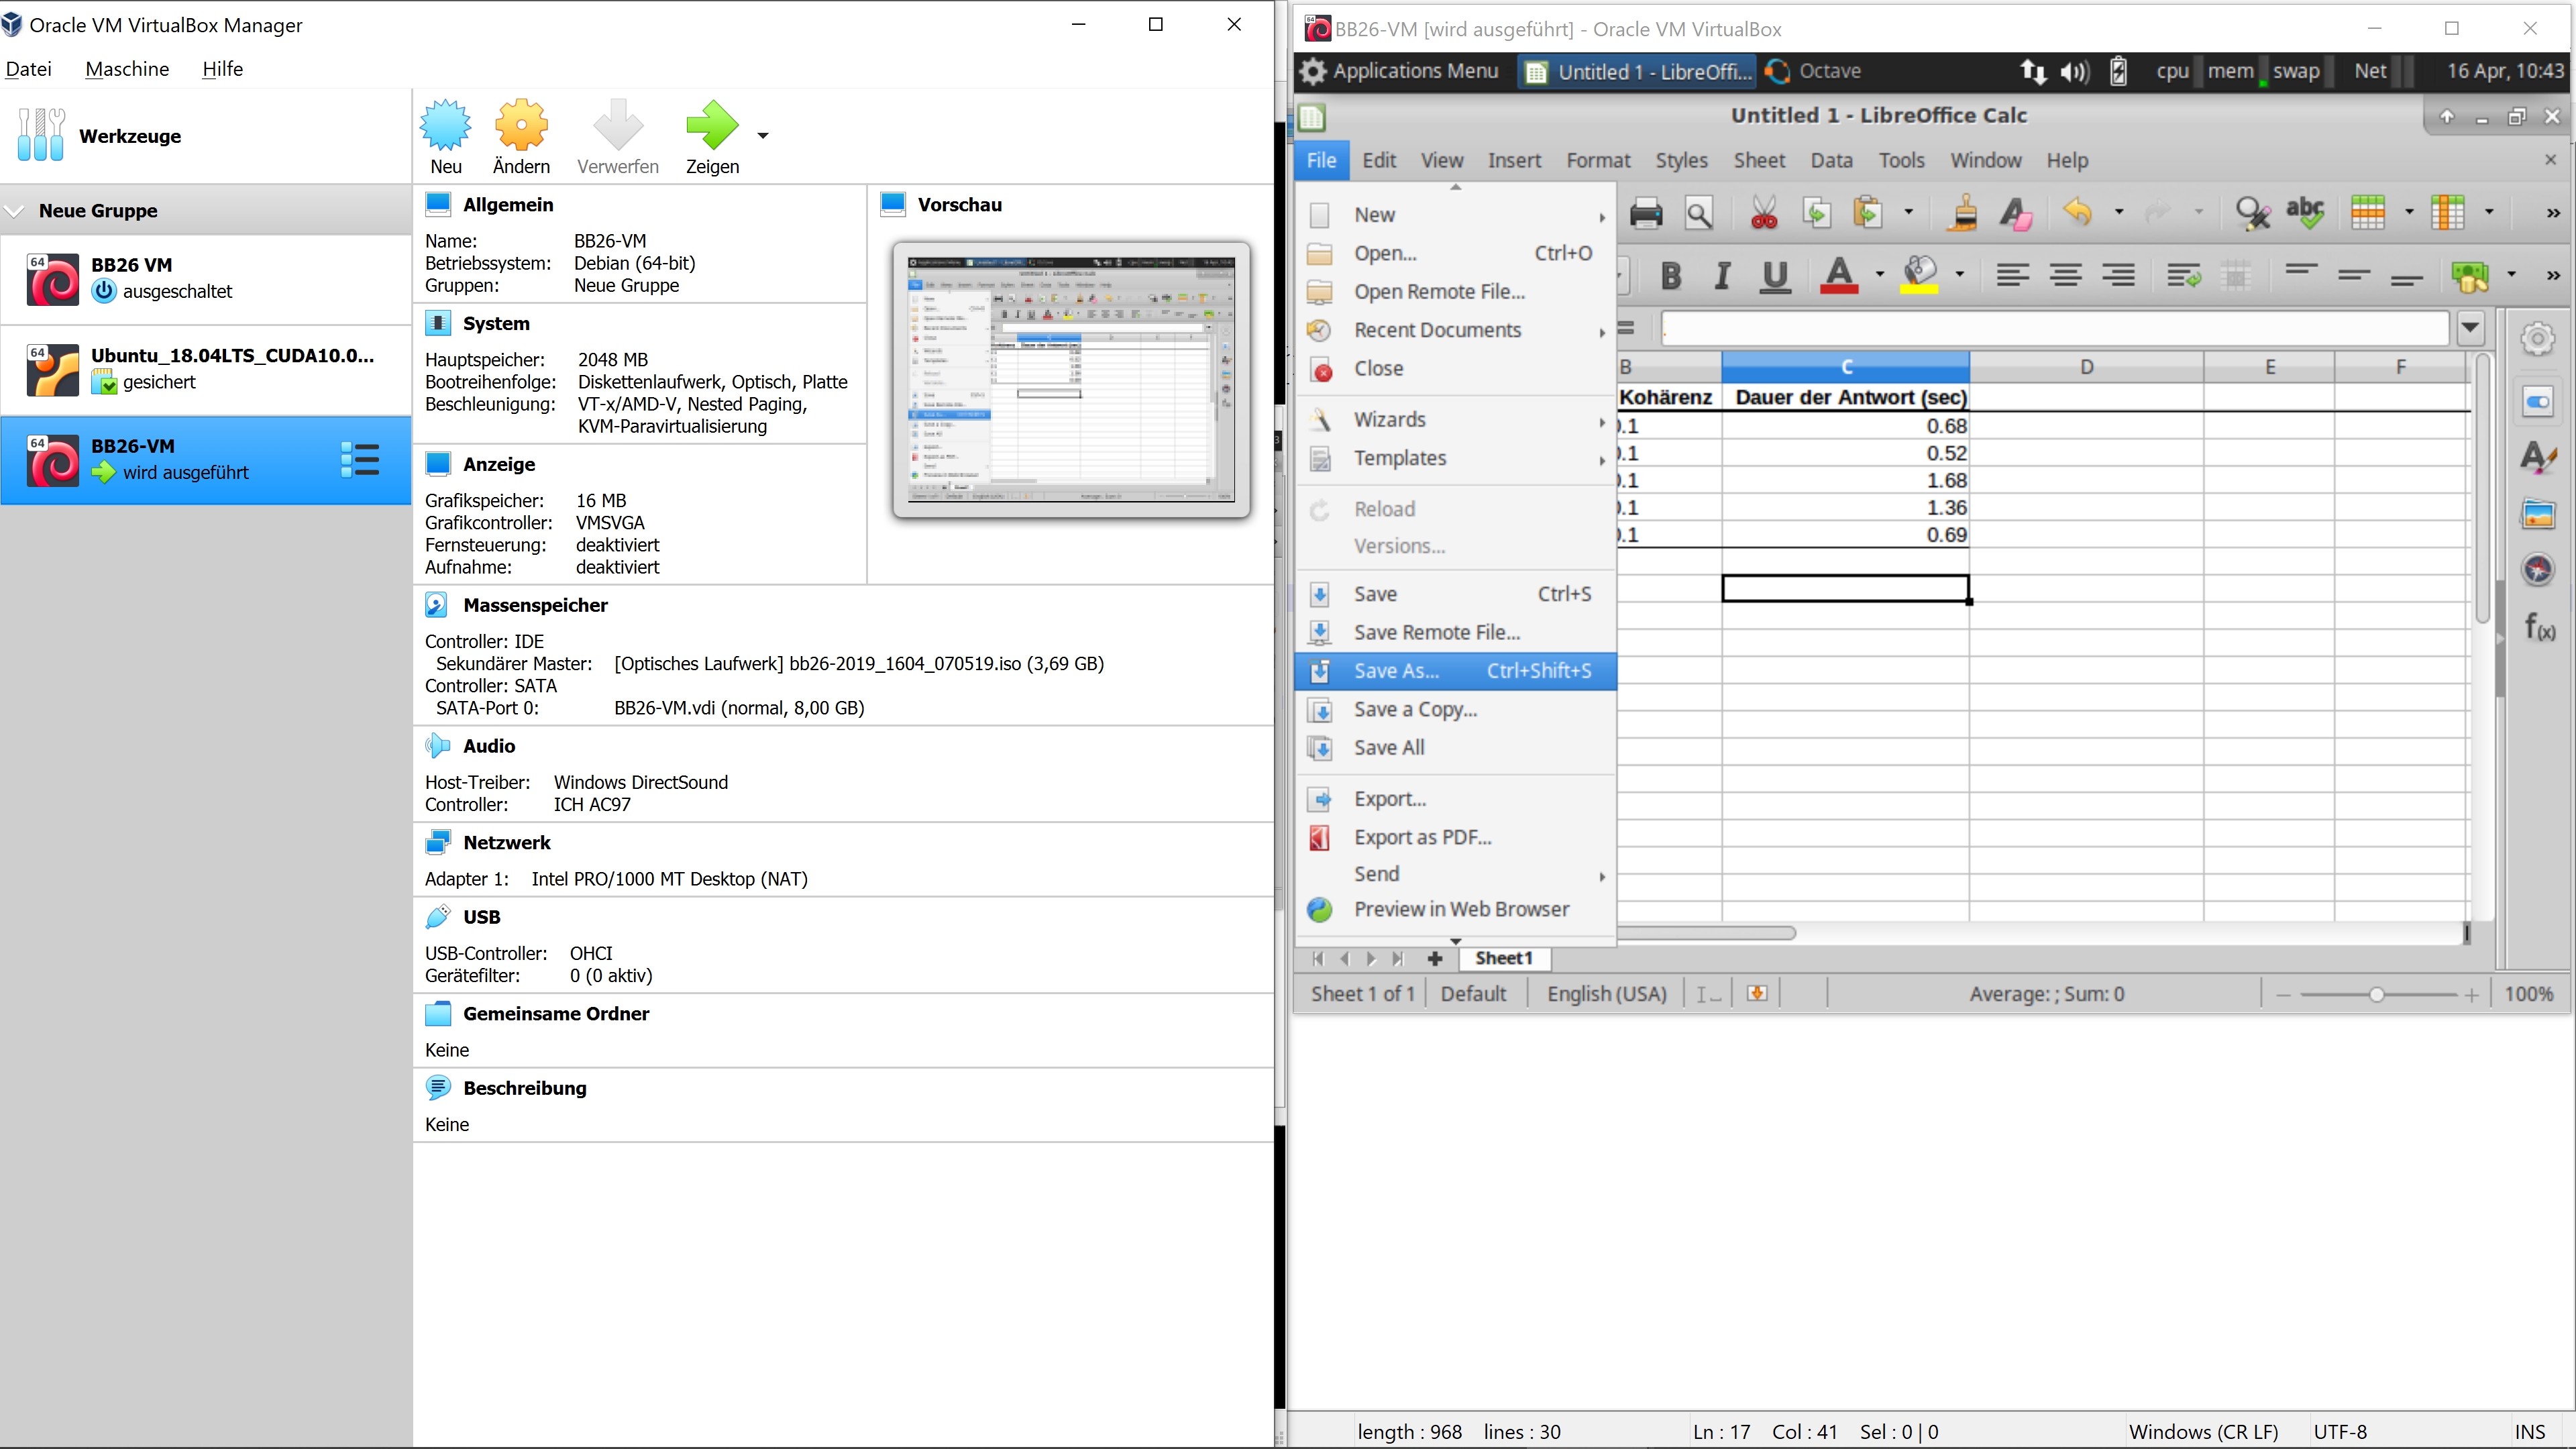 Oracle VM VirtualBox Manager
Datei Maschine Hilfe
Werkzeuge
Neu Ändern Verwerfen Zeigen
Neue Gruppe
64 BB26 VM
ausgeschaltet
64 Ubuntu_18.04LTS_CUDA10.0...
gesichert
64 BB26-VM
wird ausgeführt
Allgemein
Name: BB26-VM
Betriebssystem: Debian (64-bit)
Gruppen: Neue Gruppe
System
Hauptspeicher: 2048 MB
Bootreihenfolge: Diskettenlaufwerk, Optisch, Platte
Beschleunigung: VT-x/AMD-V, Nested Paging,
KVM-Paravirtualisierung
Anzeige
Grafikspeicher: 16 MB
Grafikcontroller: VMSVGA
Fernsteuerung: deaktiviert
Aufnahme: deaktiviert
Vorschau
Massenspeicher
Controller: IDE
Sekundärer Master: [Optisches Laufwerk] bb26-2019_1604_070519.iso (3,69 GB)
Controller: SATA
SATA-Port 0: BB26-VM.vdi (normal, 8,00 GB)
Audio
Host-Treiber: Windows DirectSound
Controller: ICH AC97
Netzwerk
Adapter 1: Intel PRO/1000 MT Desktop (NAT)
USB
USB-Controller: OHCI
Gerätefilter: 0 (0 aktiv)
Gemeinsame Ordner
Keine
Beschreibung
Keine
64 BB26-VM [wird ausgeführt] - Oracle VM VirtualBox
Applications Menu Untitled 1 - LibreOffi... Octave cpu mem swap Net 16 Apr, 10:43
Untitled 1 - LibreOffice Calc
File Edit View Insert Format Styles Sheet Data Tools Window Help
New
Open... Ctrl+O
Open Remote File...
Recent Documents
Close
Wizards
Templates
Reload
Versions...
Save Ctrl+S
Save Remote File...
Save As... Ctrl+Shift+S
Save a Copy...
Save All
Export...
Export as PDF...
Send
Preview in Web Browser
abc
B I U A
B C D E F
Kohärenz Dauer der Antwort (sec)
0.1 0.68
0.1 0.52
0.1 1.68
0.1 1.36
0.1 0.69
f(x)
Sheet1
Sheet 1 of 1 Default English (USA) Average: ; Sum: 0 100%
length : 968 lines : 30 Ln : 17 Col : 41 Sel : 0 | 0 Windows (CR LF) UTF-8 INS